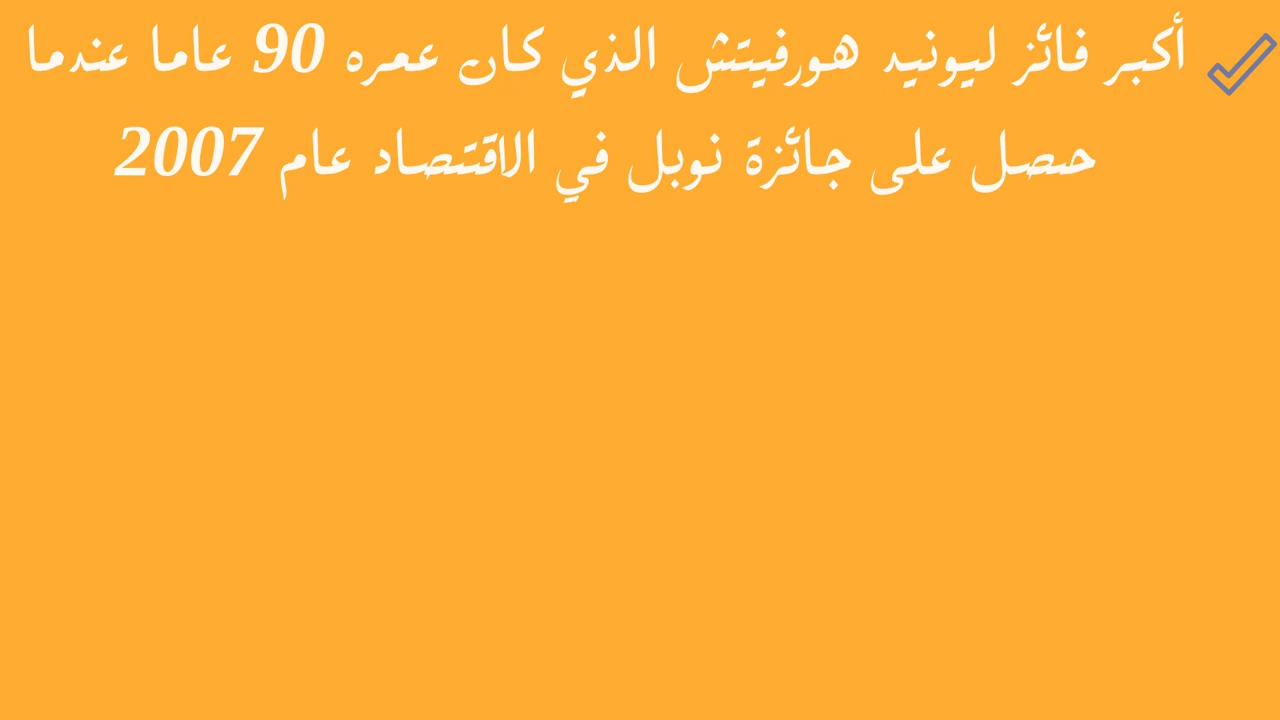 أكبر فائز ليونيد هورفيتش الذي كان عمره 90 عاما عندما
حصل على جائزة نوبل في الاقتصاد عام 2007